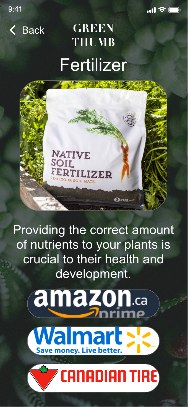 9:41
Back
GREEN
THUMB
Fertilizer
NATIVE
SOIL
FERTILIZER
Providing the correct amount
of nutrients to your plants is
crucial to their health and
development.
amazon.ca
prime
Walmart
Save money. Live better.
CANADIAN TIRE